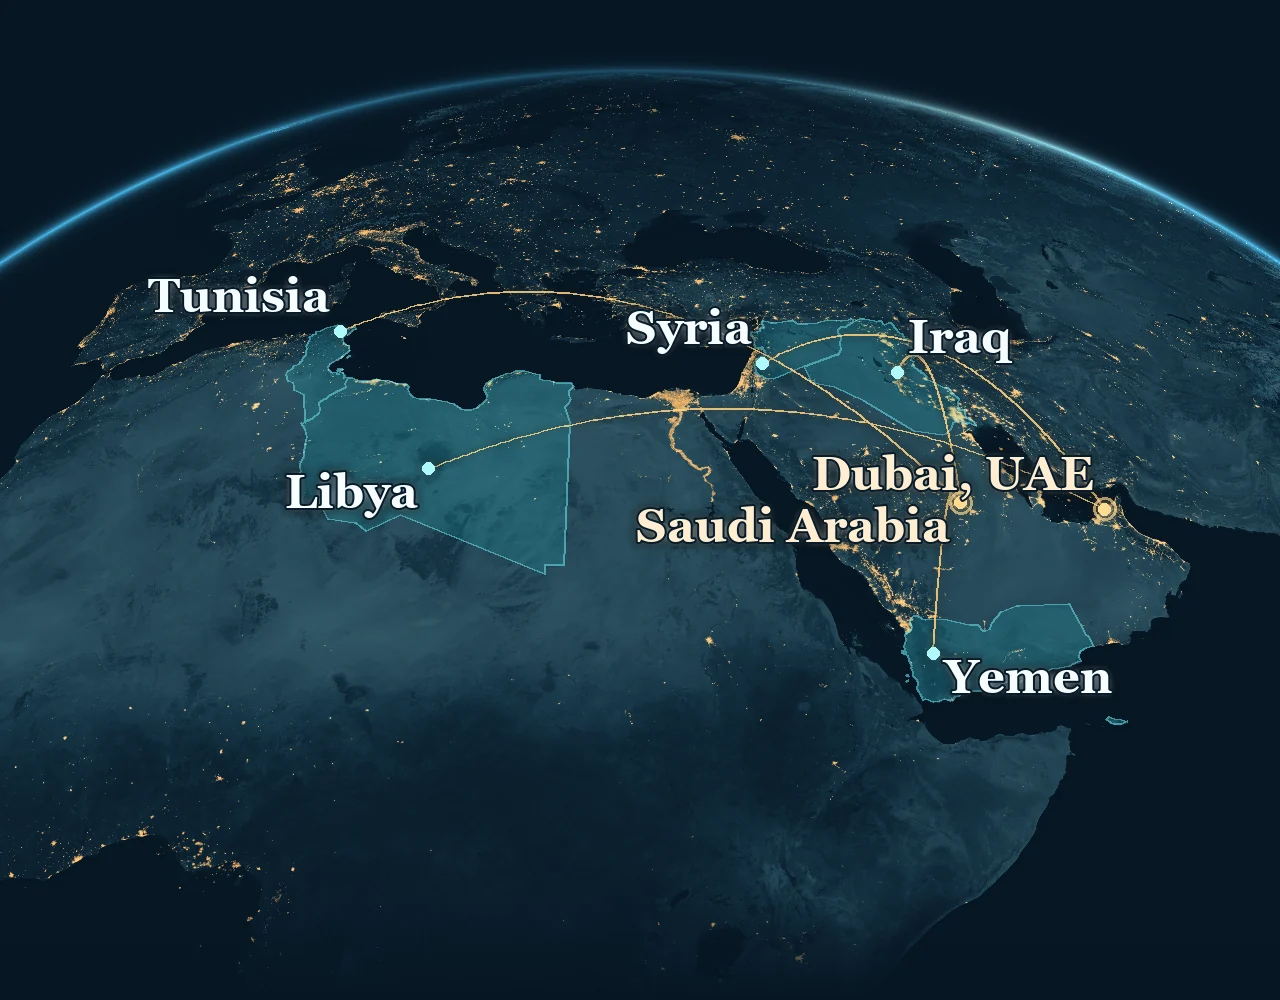 Tunisia
Syria
Iraq
Dubai, UAE
Libya
Saudi Arabia
Yemen